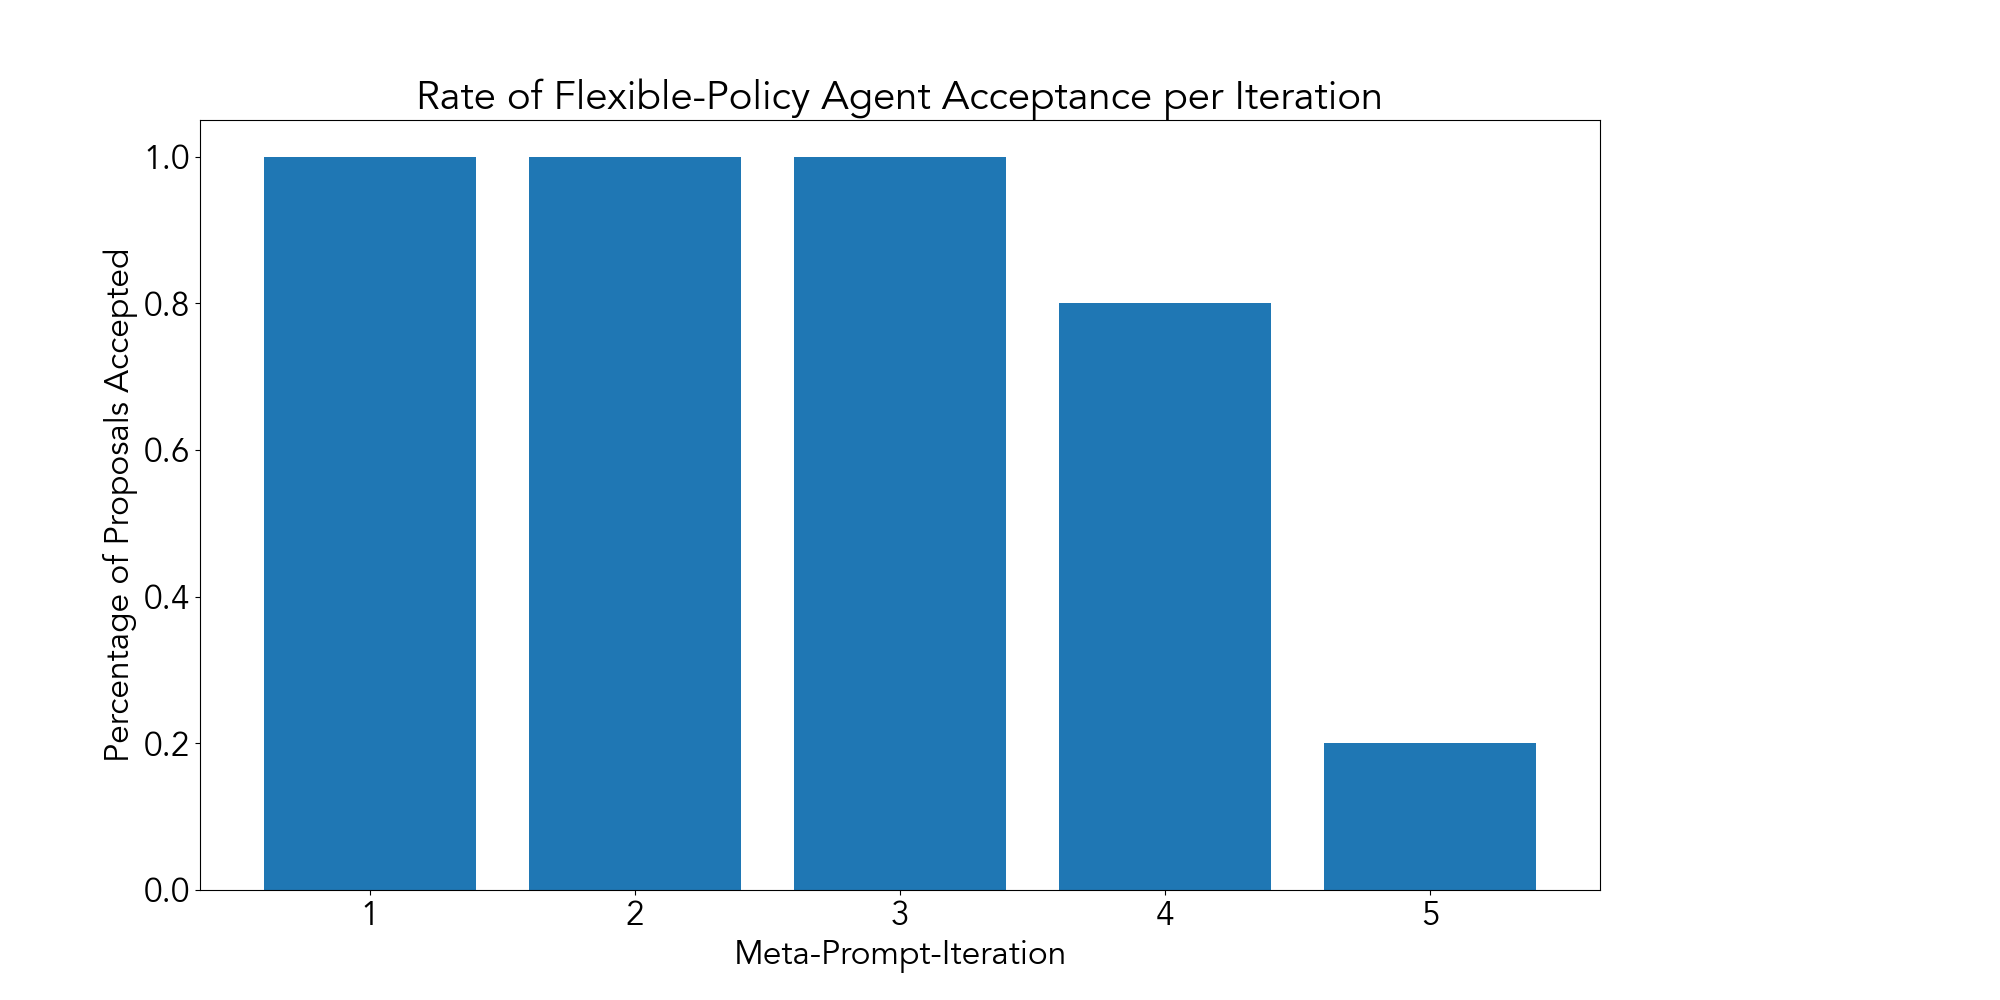 Rate of Flexible-Policy Agent Acceptance per Iteration
Percentage of Proposals Accepted
1.0
0.8
0.6
0.4
0.2
0.0
1 2 3 4 5
Meta-Prompt-Iteration